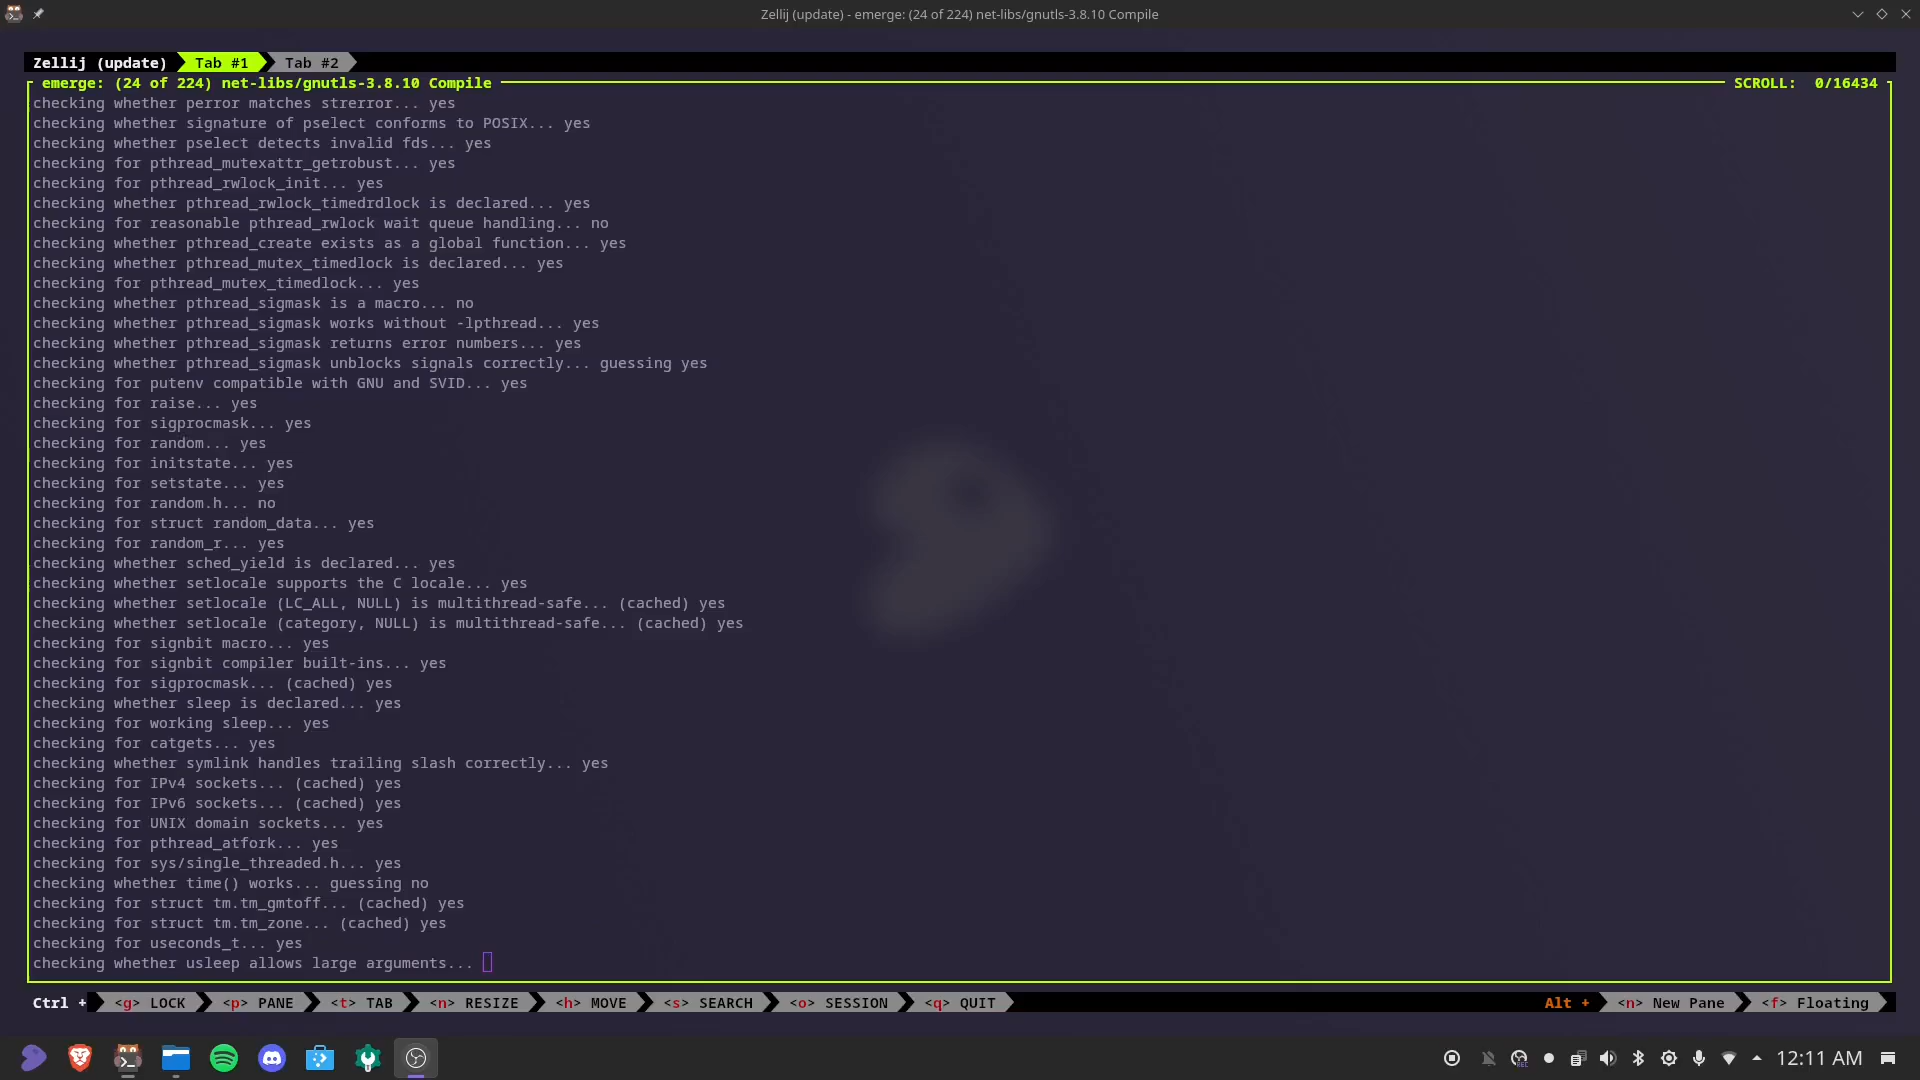 Zellij (update) - emerge: (24 of 224) net-libs/gnutls-3.8.10 Compile
Zellij (update) Tab #1 Tab #2
emerge: (24 of 224) net-libs/gnutls-3.8.10 Compile SCROLL: 0/16434
checking whether perror matches strerror... yes
checking whether signature of pselect conforms to POSIX... yes
checking whether pselect detects invalid fds... yes
checking for pthread_mutexattr_getrobust... yes
checking for pthread_rwlock_init... yes
checking whether pthread_rwlock_timedrdlock is declared... yes
checking for reasonable pthread_rwlock wait queue handling... no
checking whether pthread_create exists as a global function... yes
checking whether pthread_mutex_timedlock is declared... yes
checking for pthread_mutex_timedlock... yes
checking whether pthread_sigmask is a macro... no
checking whether pthread_sigmask works without -lpthread... yes
checking whether pthread_sigmask returns error numbers... yes
checking whether pthread_sigmask unblocks signals correctly... guessing yes
checking for putenv compatible with GNU and SVID... yes
checking for raise... yes
checking for sigprocmask... yes
checking for random... yes
checking for initstate... yes
checking for setstate... yes
checking for random.h... no
checking for struct random_data... yes
checking for random_r... yes
checking whether sched_yield is declared... yes
checking whether setlocale supports the C locale... yes
checking whether setlocale (LC_ALL, NULL) is multithread-safe... (cached) yes
checking whether setlocale (category, NULL) is multithread-safe... (cached) yes
checking for signbit macro... yes
checking for signbit compiler built-ins... yes
checking for sigprocmask... (cached) yes
checking whether sleep is declared... yes
checking for working sleep... yes
checking for catgets... yes
checking whether symlink handles trailing slash correctly... yes
checking for IPv4 sockets... (cached) yes
checking for IPv6 sockets... (cached) yes
checking for UNIX domain sockets... yes
checking for pthread_atfork... yes
checking for sys/single_threaded.h... yes
checking whether time() works... guessing no
checking for struct tm.tm_gmtoff... (cached) yes
checking for struct tm.tm_zone... (cached) yes
checking for useconds_t... yes
checking whether usleep allows large arguments...
Ctrl + <g> LOCK <p> PANE <t> TAB <n> RESIZE <h> MOVE <s> SEARCH <o> SESSION <q> QUIT Alt + <n> New Pane <f> Floating
12:11 AM